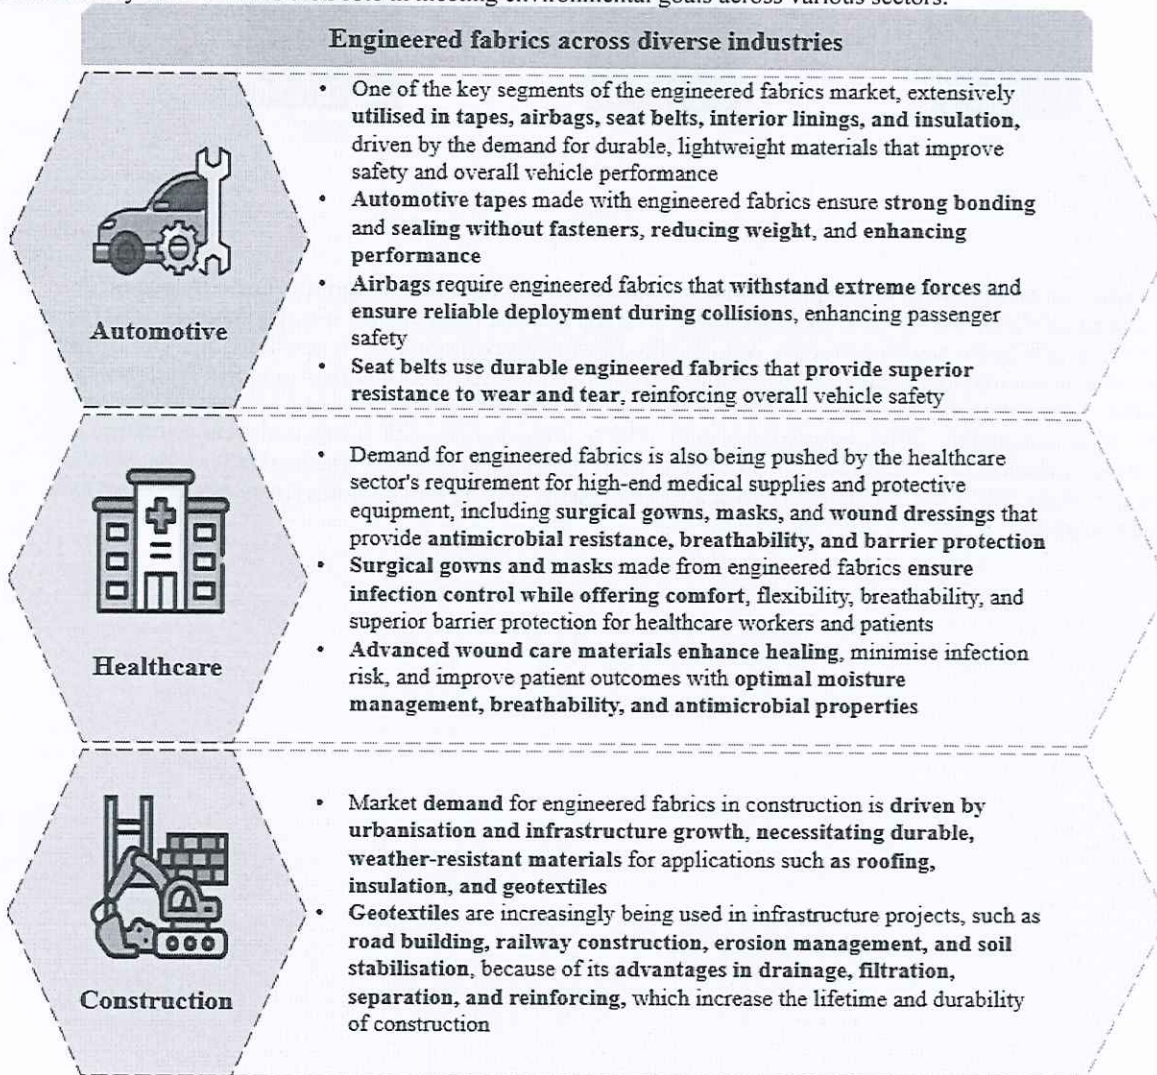 role in meeting environmental goals across various sectors.
Engineered fabrics across diverse industries
• One of the key segments of the engineered fabrics market, extensively
utilised in tapes, airbags, seat belts, interior linings, and insulation,
driven by the demand for durable, lightweight materials that improve
safety and overall vehicle performance
• Automotive tapes made with engineered fabrics ensure strong bonding
and sealing without fasteners, reducing weight, and enhancing
performance
• Airbags require engineered fabrics that withstand extreme forces and
ensure reliable deployment during collisions, enhancing passenger
safety
• Seat belts use durable engineered fabrics that provide superior
resistance to wear and tear, reinforcing overall vehicle safety
Automotive
• Demand for engineered fabrics is also being pushed by the healthcare
sector's requirement for high-end medical supplies and protective
equipment, including surgical gowns, masks, and wound dressings that
provide antimicrobial resistance, breathability, and barrier protection
• Surgical gowns and masks made from engineered fabrics ensure
infection control while offering comfort, flexibility, breathability, and
superior barrier protection for healthcare workers and patients
• Advanced wound care materials enhance healing, minimise infection
risk, and improve patient outcomes with optimal moisture
management, breathability, and antimicrobial properties
Healthcare
• Market demand for engineered fabrics in construction is driven by
urbanisation and infrastructure growth, necessitating durable,
weather-resistant materials for applications such as roofing,
insulation, and geotextiles
• Geotextiles are increasingly being used in infrastructure projects, such as
road building, railway construction, erosion management, and soil
stabilisation, because of its advantages in drainage, filtration,
separation, and reinforcing, which increase the lifetime and durability
of construction
Construction